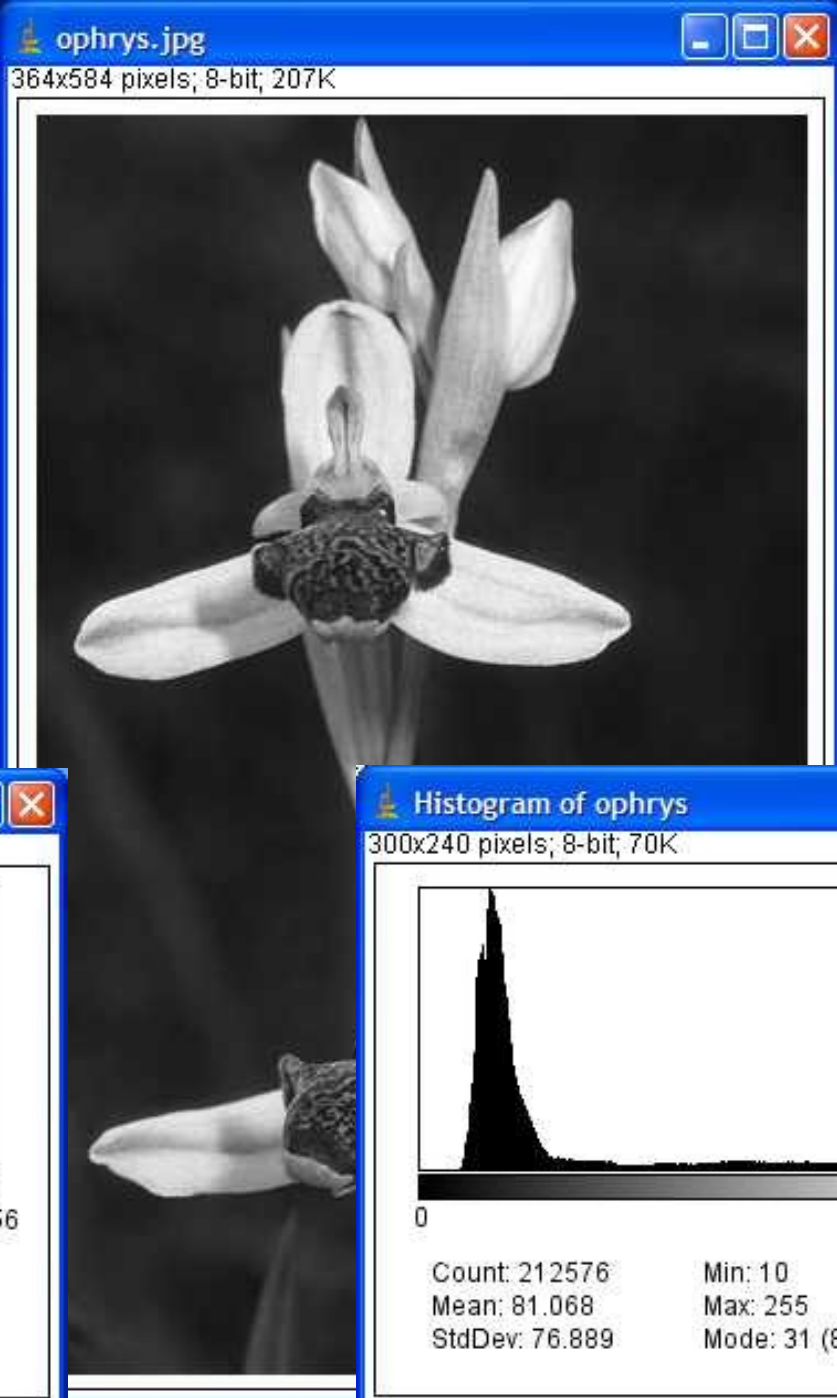 ophrys.jpg
364x584 pixels; 8-bit; 207K
Histogram of ophrys
300x240 pixels; 8-bit; 70K
0
Count: 212576
Min: 10
Mean: 81.068
Max: 255
StdDev: 76.889
Mode: 31